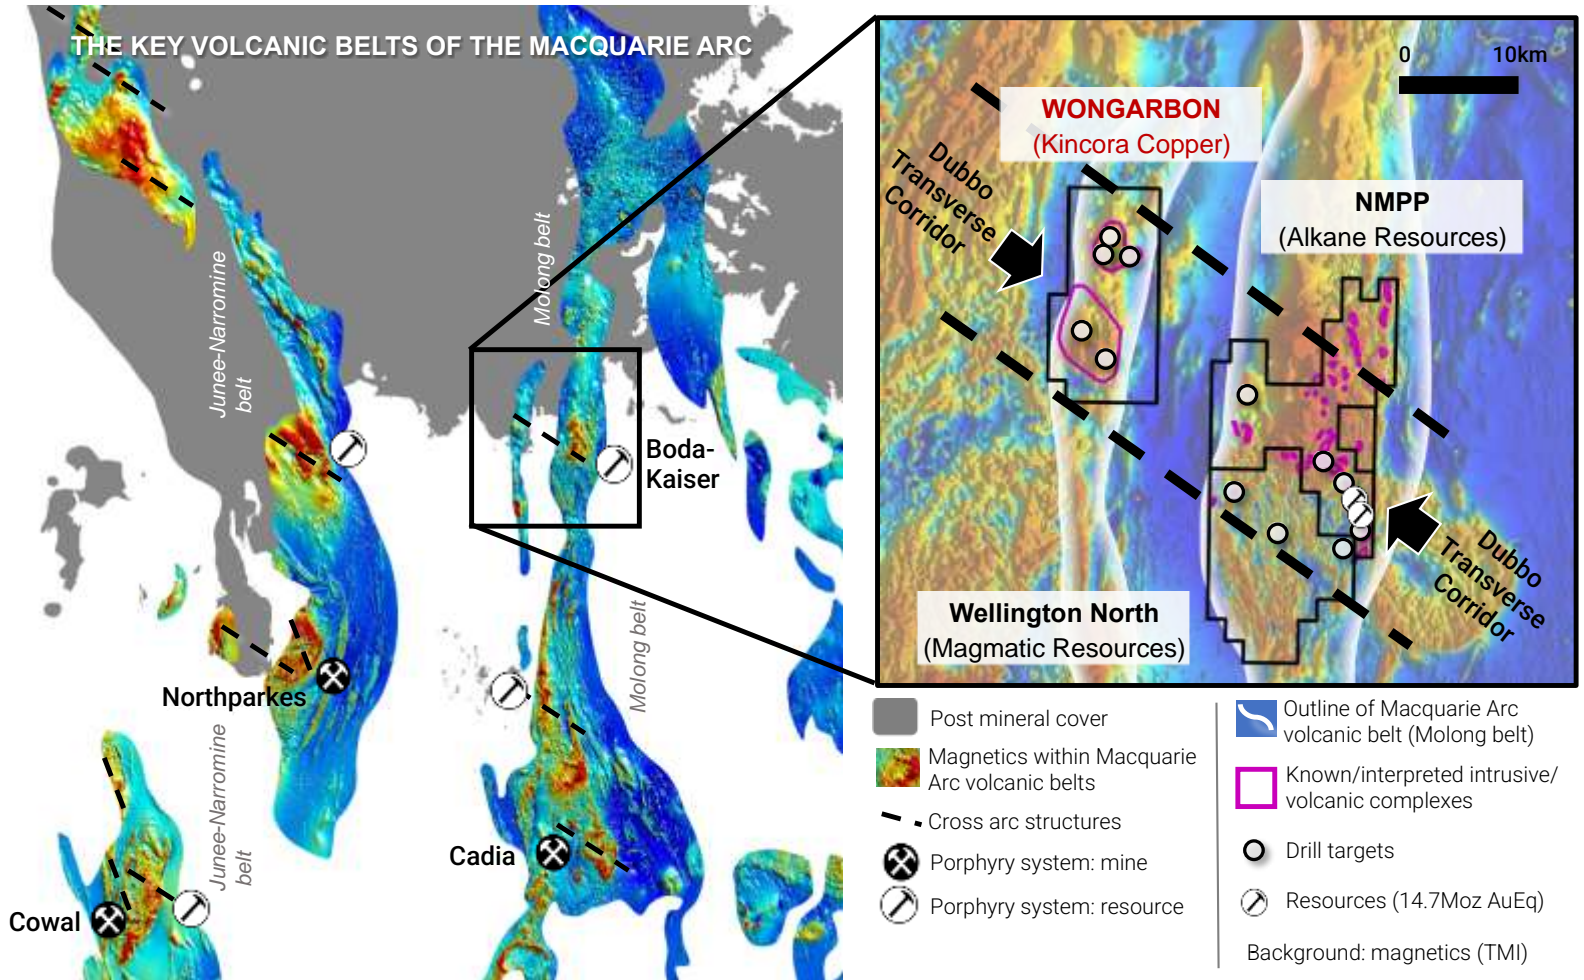 THE KEY VOLCANIC BELTS OF THE MACQUARIE ARC
Junee-Narromine
belt
Molong belt
Boda-
Kaiser
Northparkes
Molong belt
Junee-Narromine
belt
Cadia
Cowal
0 10km
WONGARBON
(Kincora Copper)
Dubbo
Transverse
Corridor
NMPP
(Alkane Resources)
Wellington North
(Magmatic Resources)
Dubbo
Transverse
Corridor
Post mineral cover
Magnetics within Macquarie
Arc volcanic belts
Cross arc structures
Porphyry system: mine
Porphyry system: resource
Outline of Macquarie Arc
volcanic belt (Molong belt)
Known/interpreted intrusive/
volcanic complexes
Drill targets
Resources (14.7Moz AuEq)
Background: magnetics (TMI)